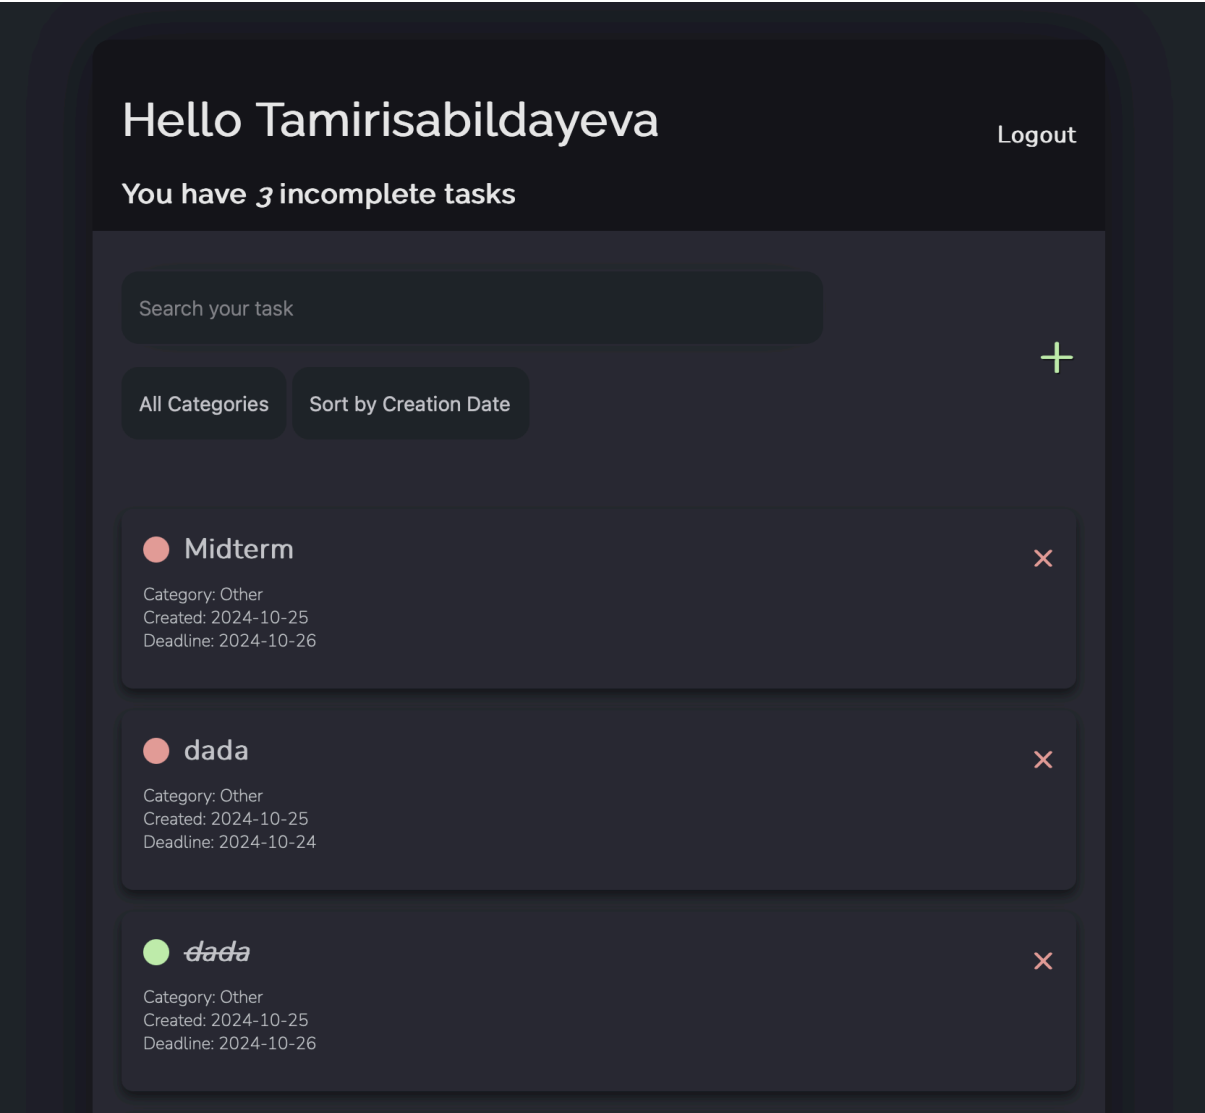 Hello Tamirisabildayeva
Logout
You have 3 incomplete tasks
Search your task
All Categories
Sort by Creation Date
Midterm
Category: Other
Created: 2024-10-25
Deadline: 2024-10-26
dada
Category: Other
Created: 2024-10-25
Deadline: 2024-10-24
dada
Category: Other
Created: 2024-10-25
Deadline: 2024-10-26